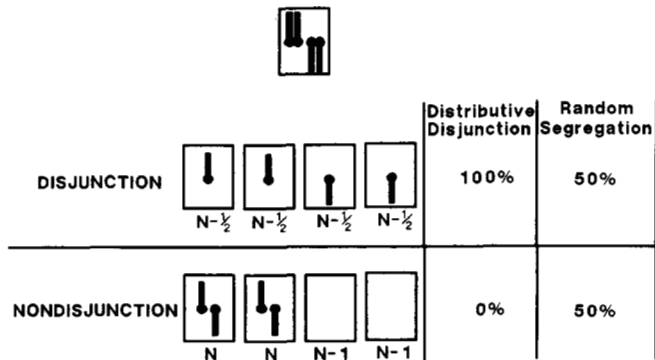 Distributive Random
Disjunction Segregation
DISJUNCTION 100% 50%
N-½ N-½ N-½ N-½
NONDISJUNCTION 0% 50%
N N N-1 N-1